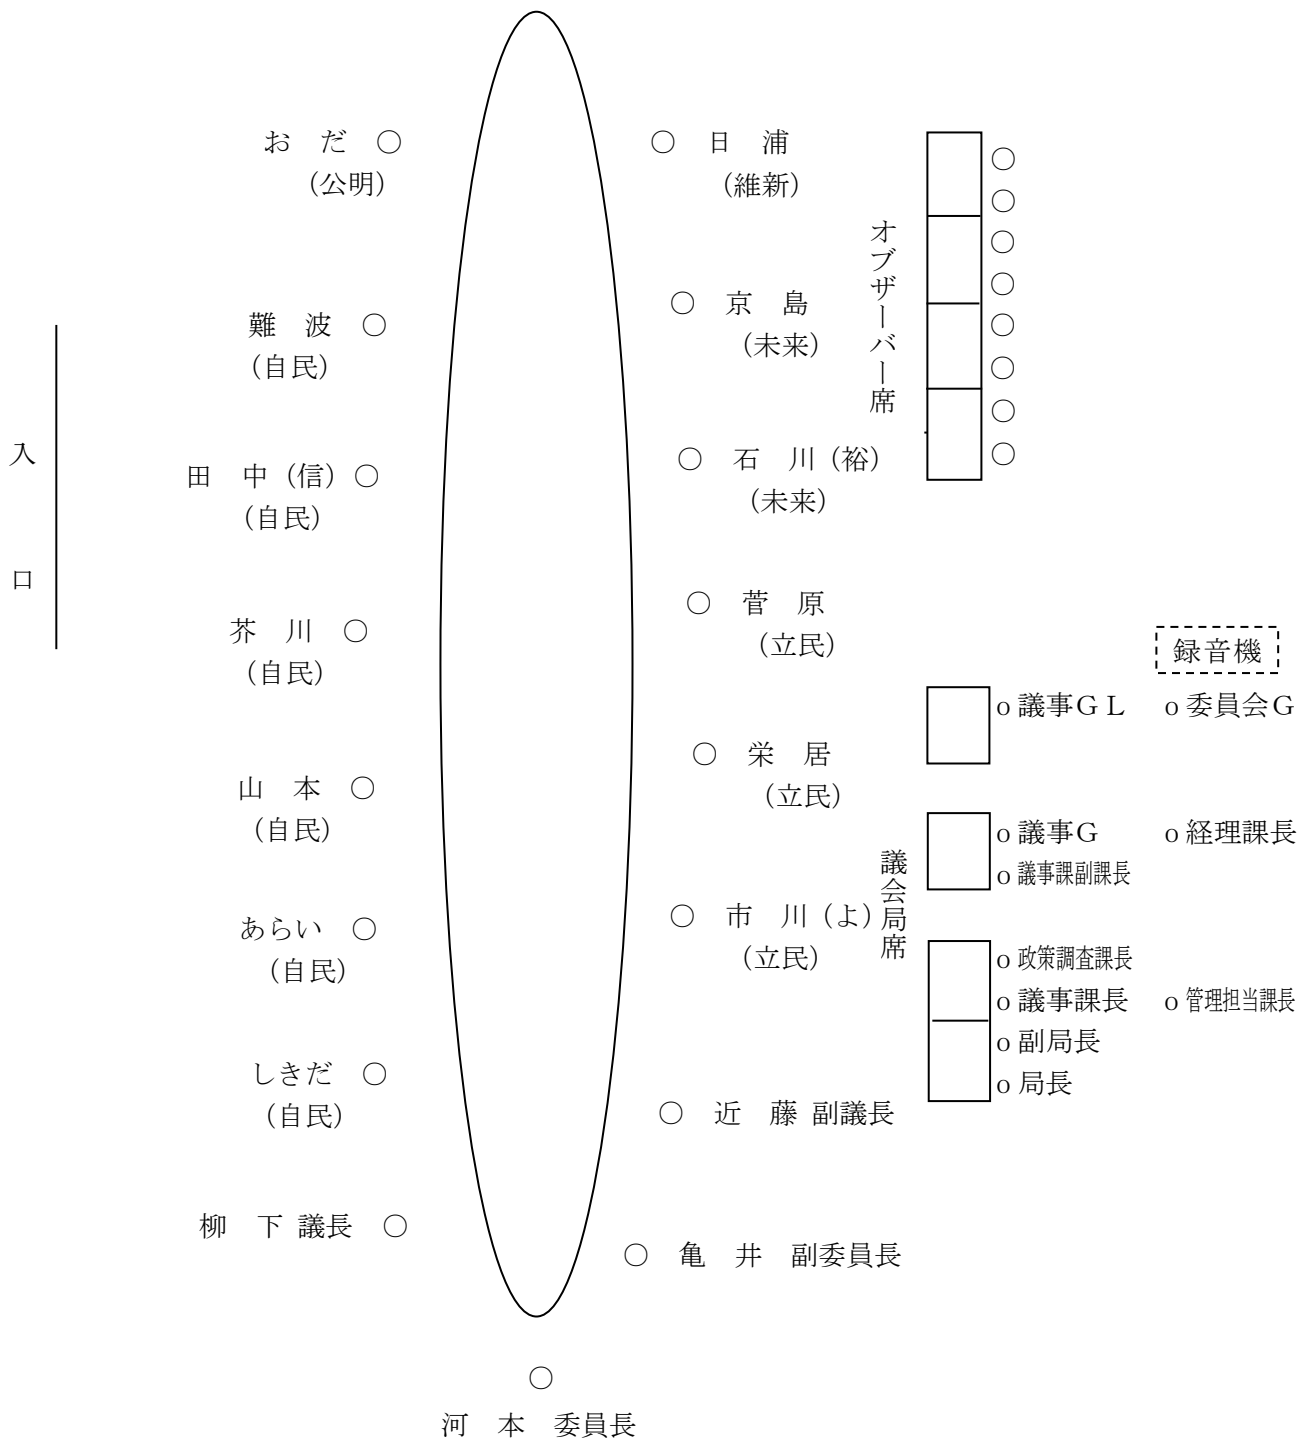 お　だ　○
（公明）
難　波　○
（自民）
田　中（信）○
（自民）
芥　川　○
（自民）
山　本　○
（自民）
あらい　○
（自民）
しきだ　○
（自民）
柳　下 議長　○
入口
○　日　浦
（維新）
○　京　島
（未来）
○　石　川（裕）
（未来）
○　菅　原
（立民）
○　栄　居
（立民）
○　市　川（よ）
（立民）
○　近　藤 副議長
○　亀　井　副委員長
○
河　本　委員長
オブザーバー席
○
○
○
○
○
○
○
○
録音機
議会局席
o 議事ＧＬ　o 委員会Ｇ
o 議事Ｇ　o 経理課長
o 議事課副課長
o 政策調査課長
o 議事課長　o 管理担当課長
o 副局長
o 局長